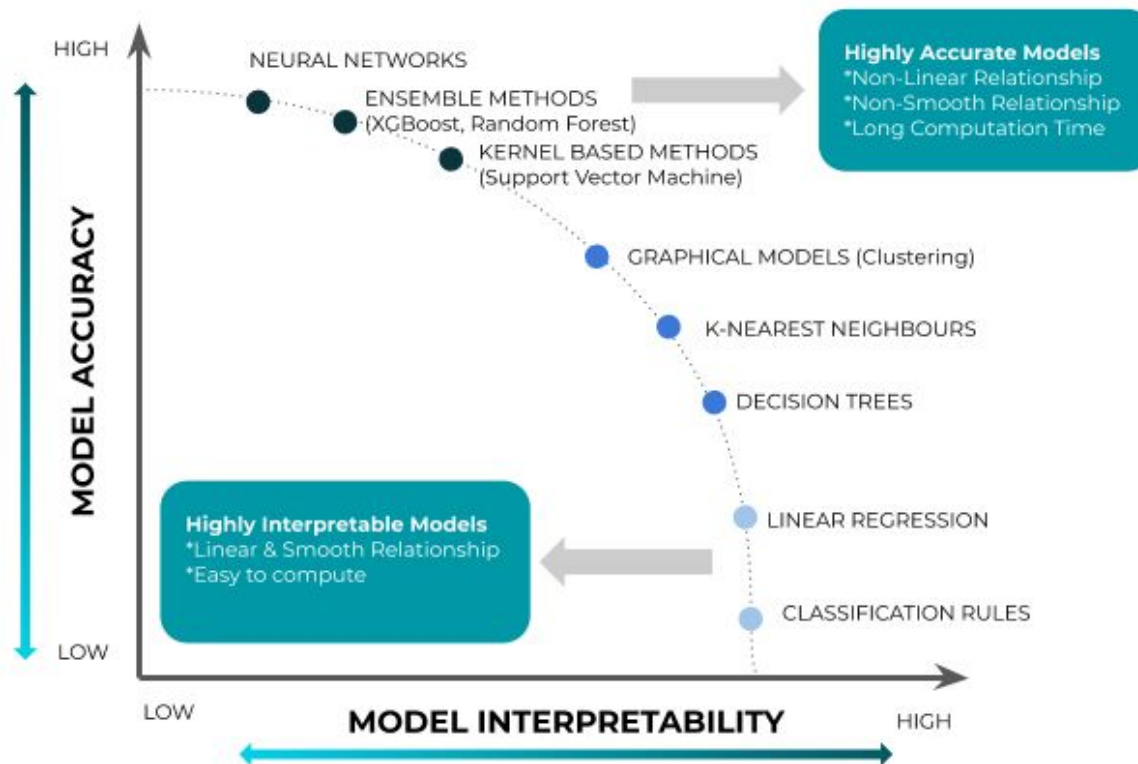 HIGH
NEURAL NETWORKS
ENSEMBLE METHODS
(XGBoost, Random Forest)
KERNEL BASED METHODS
(Support Vector Machine)
Highly Accurate Models
*Non-Linear Relationship
*Non-Smooth Relationship
*Long Computation Time
GRAPHICAL MODELS (Clustering)
K-NEAREST NEIGHBOURS
DECISION TREES
LINEAR REGRESSION
CLASSIFICATION RULES
MODEL ACCURACY
Highly Interpretable Models
*Linear & Smooth Relationship
*Easy to compute
LOW
LOW
MODEL INTERPRETABILITY
HIGH